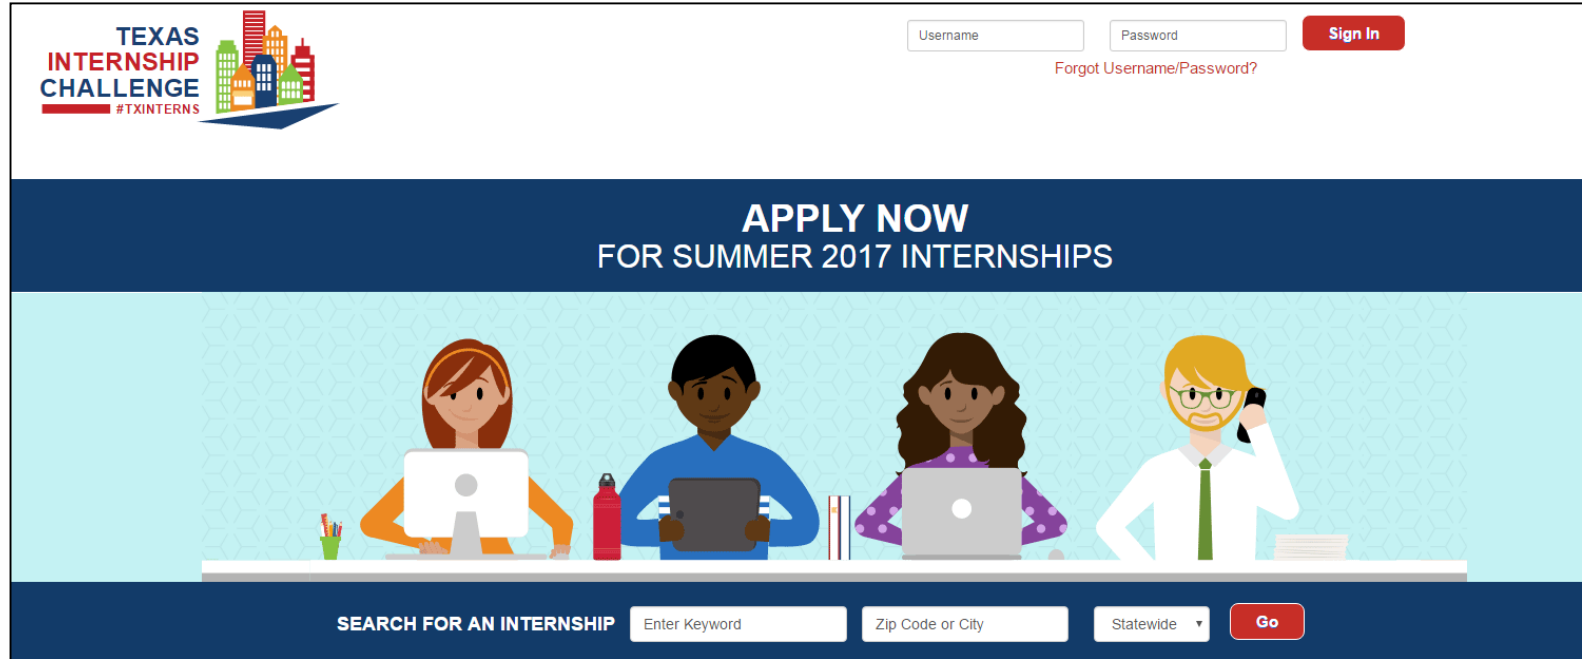 TEXAS
INTERNSHIP
CHALLENGE
#TXINTERNS
Username
Password
Sign In
Forgot Username/Password?
APPLY NOW
FOR SUMMER 2017 INTERNSHIPS
SEARCH FOR AN INTERNSHIP
Enter Keyword
Zip Code or City
Statewide
Go